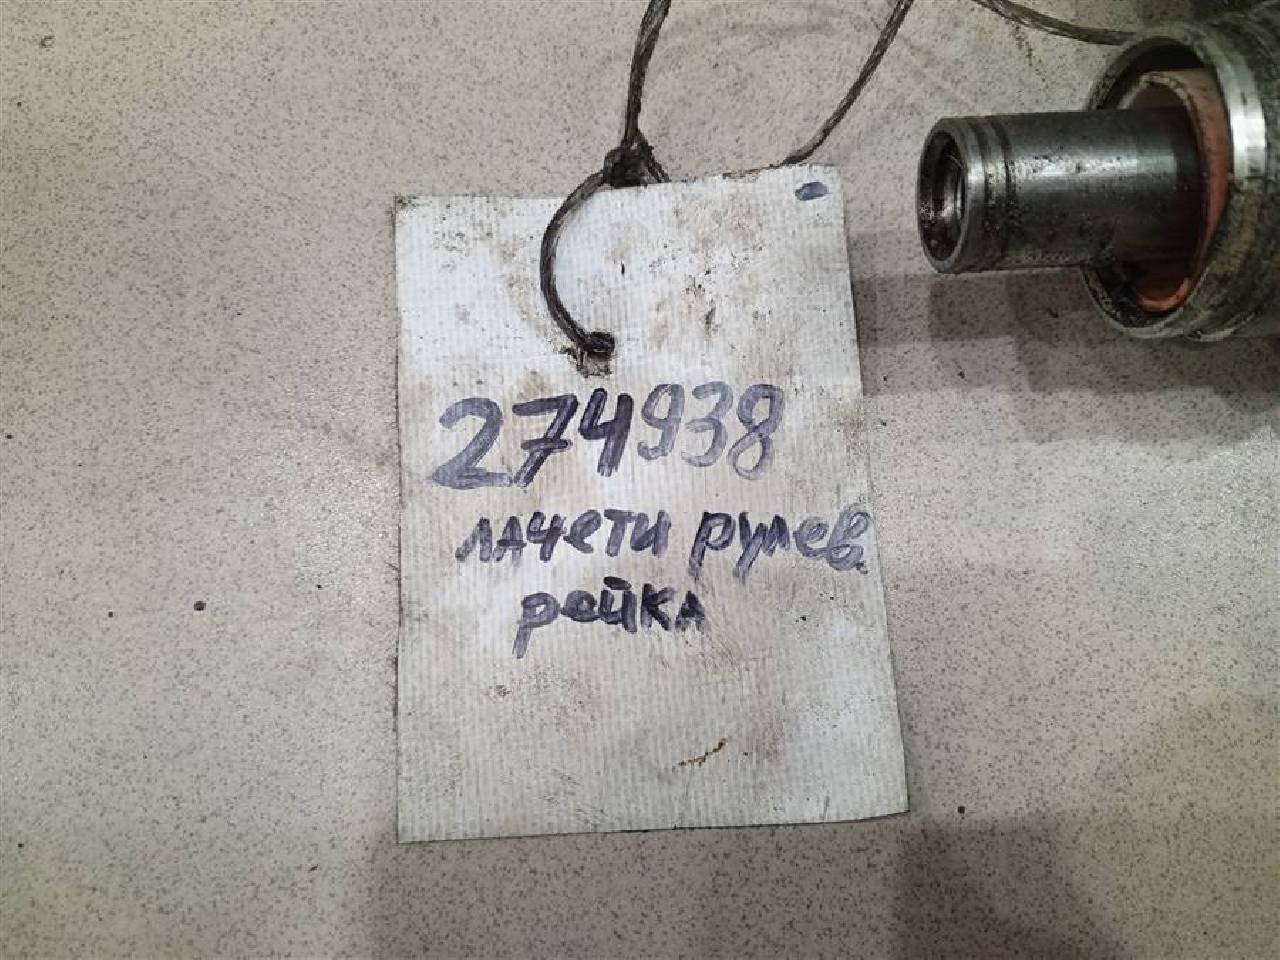 274938
лачети рулев.
рейка